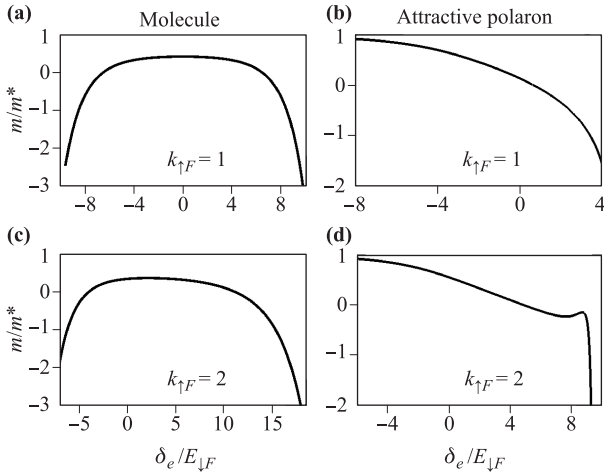 (a) Molecule (b) Attractive polaron
m/m*
1
0
−1
−2
−3
−8 −4 0 4 8
k↑F = 1
1
0
−1
−2
−8 −4 0 4
k↑F = 1
(c) (d)
m/m*
1
0
−1
−2
−3
−5 0 5 10 15
k↑F = 2
δe/E↓F
1
0
−1
−2
−4 0 4 8
k↑F = 2
δe/E↓F